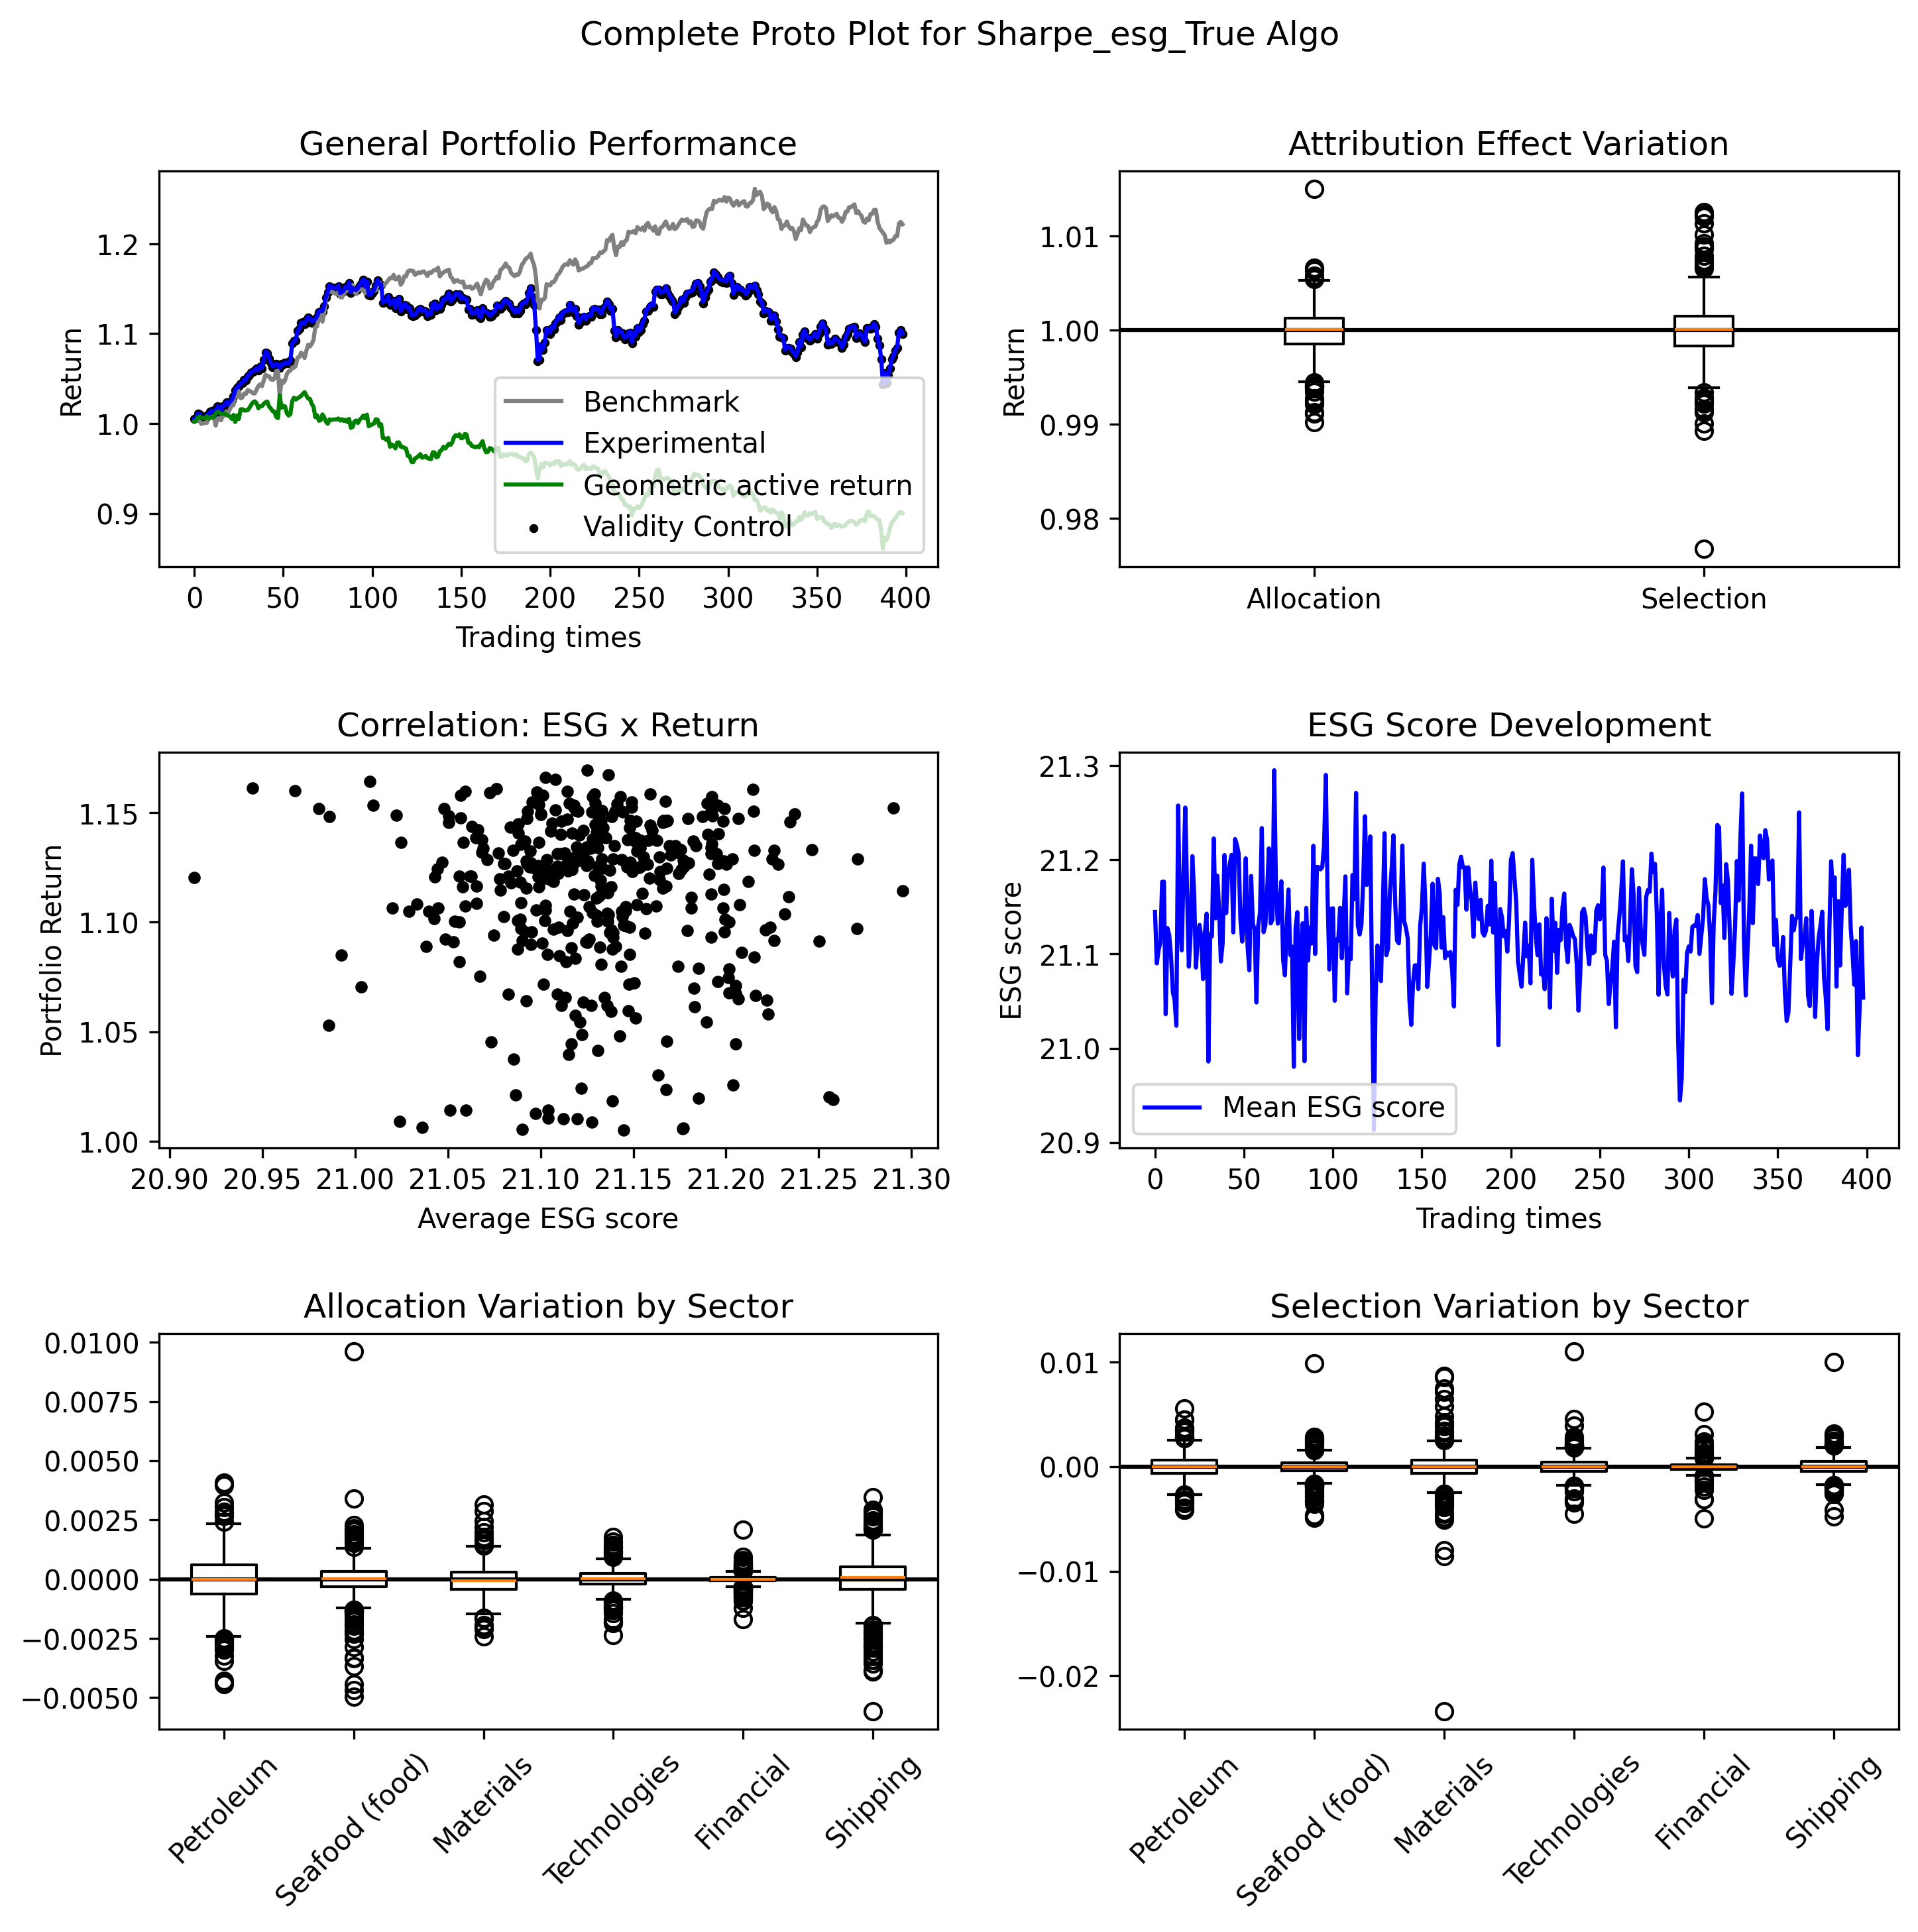 Complete Proto Plot for Sharpe_esg_True Algo
General Portfolio Performance
Return
1.2
1.1
1.0
0.9
Benchmark
Experimental
Geometric active return
Validity Control
0 50 100 150 200 250 300 350 400
Trading times
Attribution Effect Variation
Return
1.01
1.00
0.99
0.98
Allocation Selection
Correlation: ESG x Return
Portfolio Return
1.15
1.10
1.05
1.00
20.90 20.95 21.00 21.05 21.10 21.15 21.20 21.25 21.30
Average ESG score
ESG Score Development
ESG score
21.3
21.2
21.1
21.0
20.9
Mean ESG score
0 50 100 150 200 250 300 350 400
Trading times
Allocation Variation by Sector
0.0100
0.0075
0.0050
0.0025
0.0000
−0.0025
−0.0050
Petroleum
Seafood (food)
Materials
Technologies
Financial
Shipping
Selection Variation by Sector
0.01
0.00
−0.01
−0.02
Petroleum
Seafood (food)
Materials
Technologies
Financial
Shipping